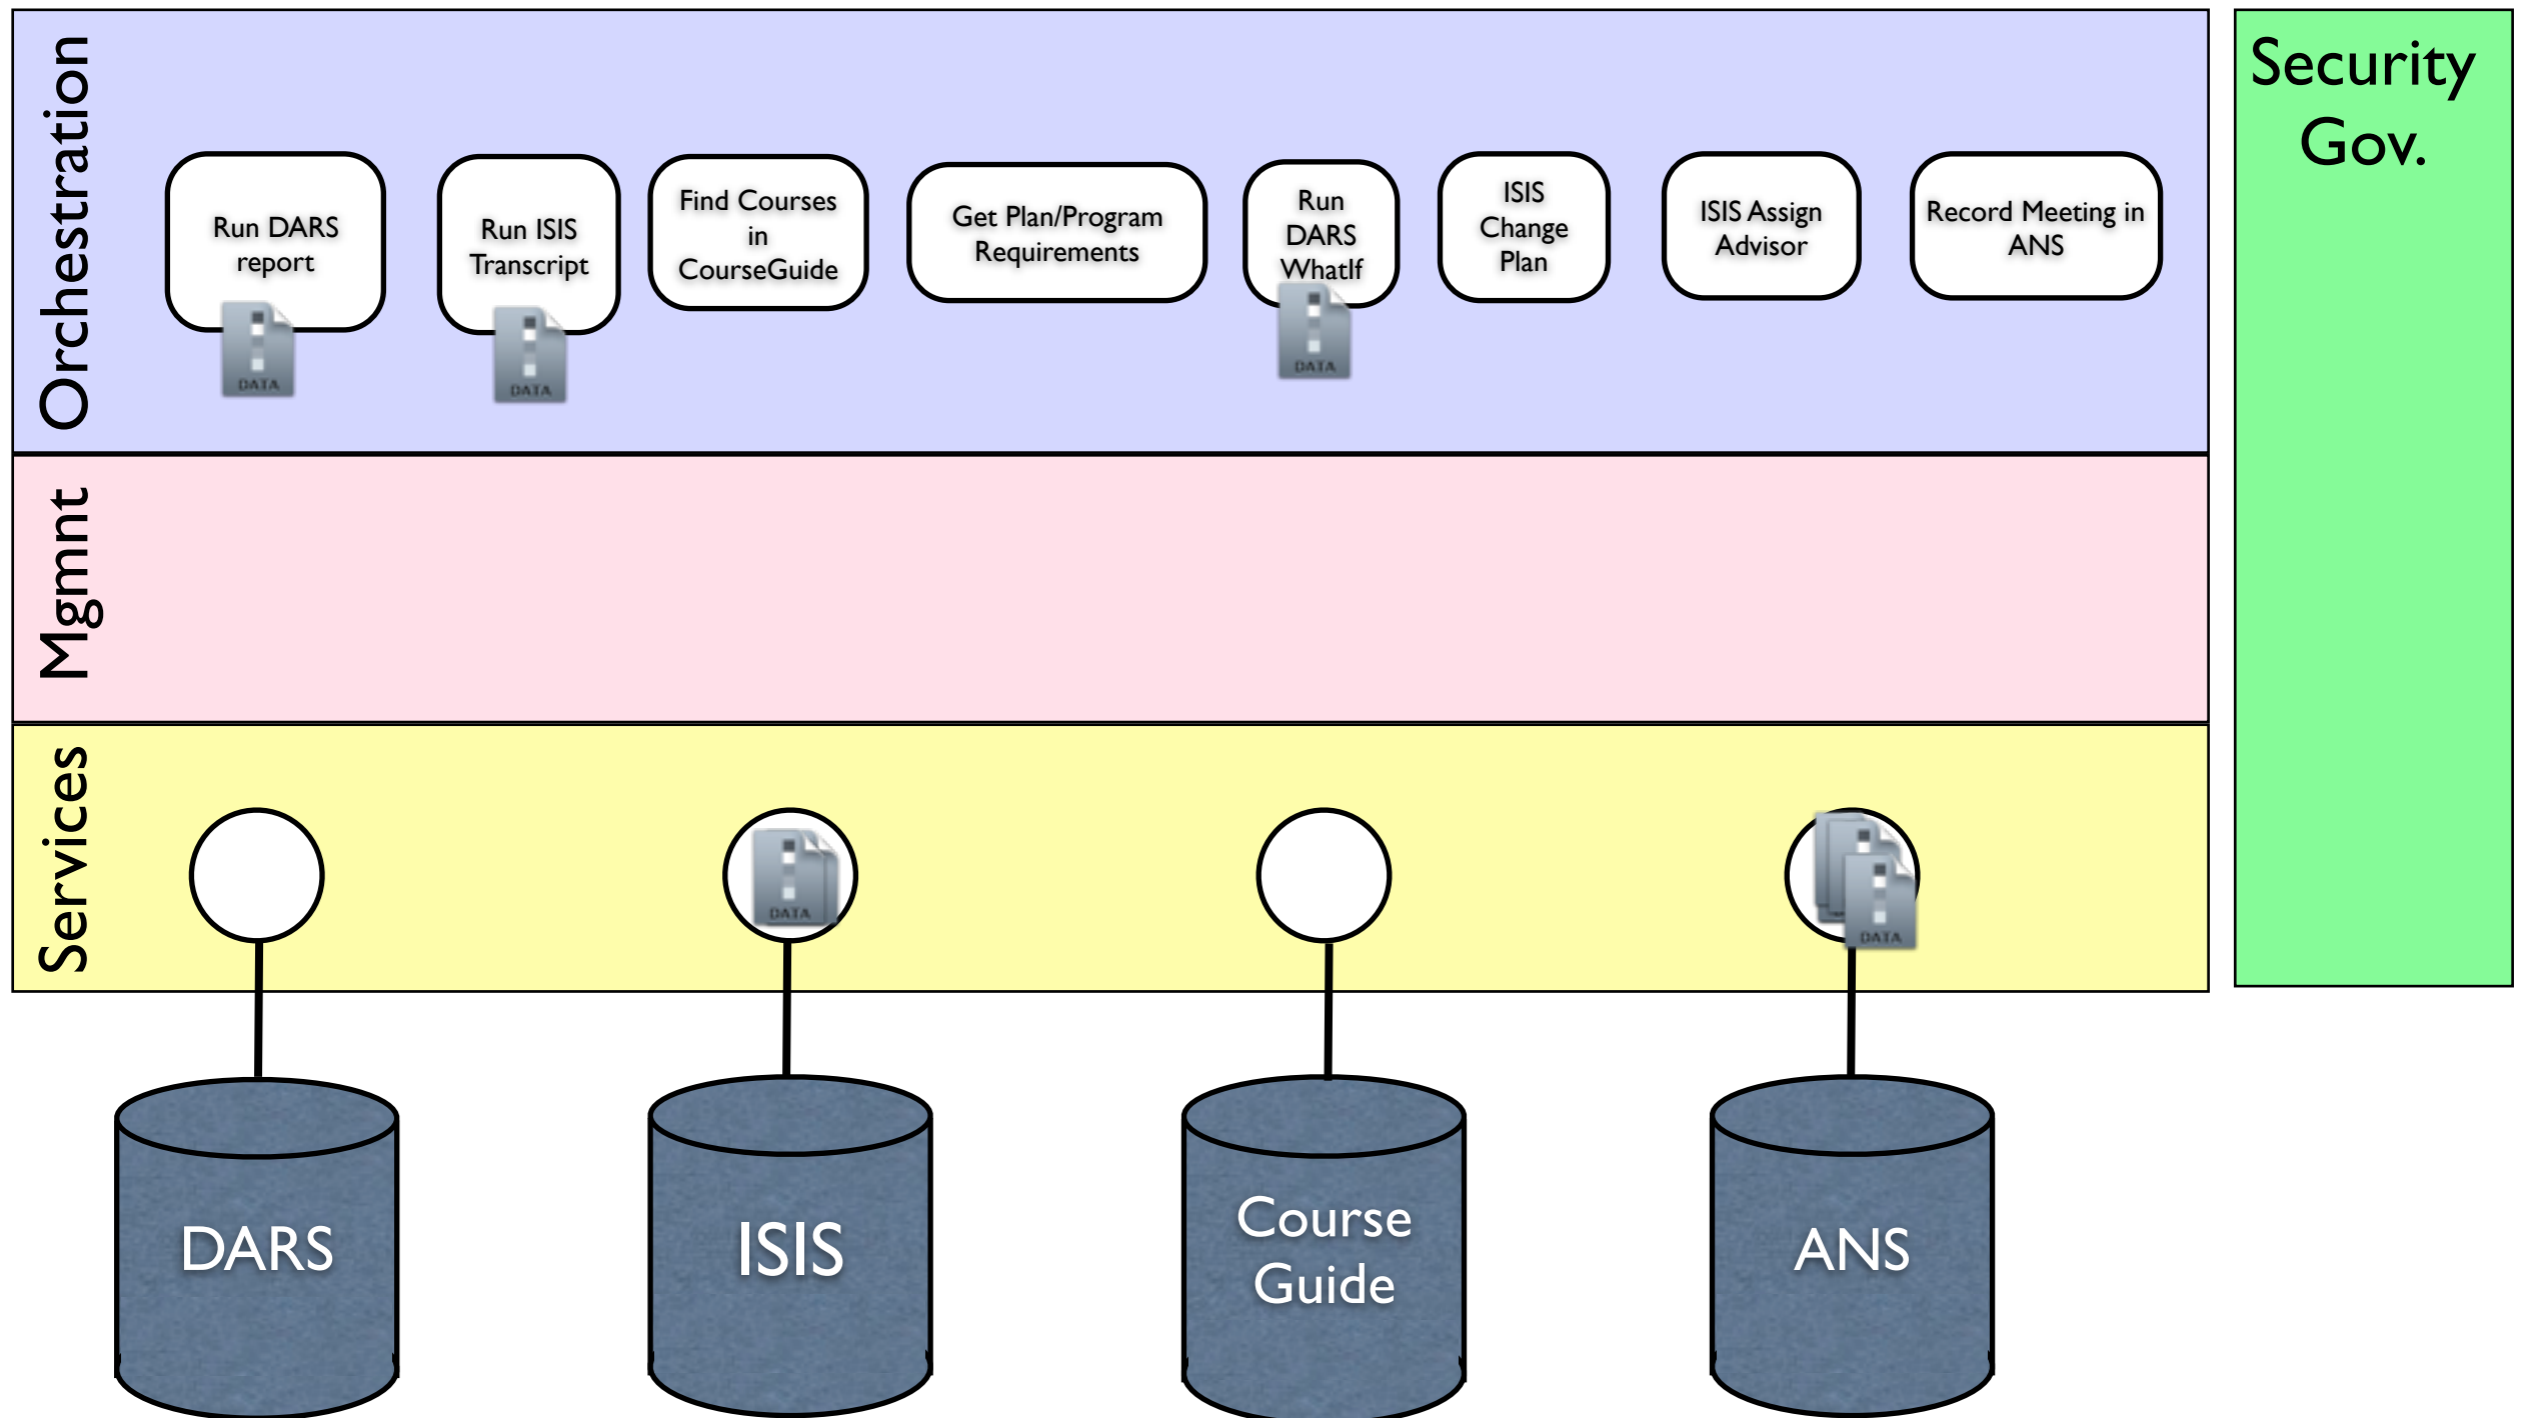 Orchestration
Run DARS
report
DATA
Run ISIS
Transcript
DATA
Find Courses
in
CourseGuide
Get Plan/Program
Requirements
Run
DARS
WhatIf
DATA
ISIS
Change
Plan
ISIS Assign
Advisor
Record Meeting in
ANS
Security
Gov.
Mgmnt
Services
DATA
DATA
DARS
ISIS
Course
Guide
ANS